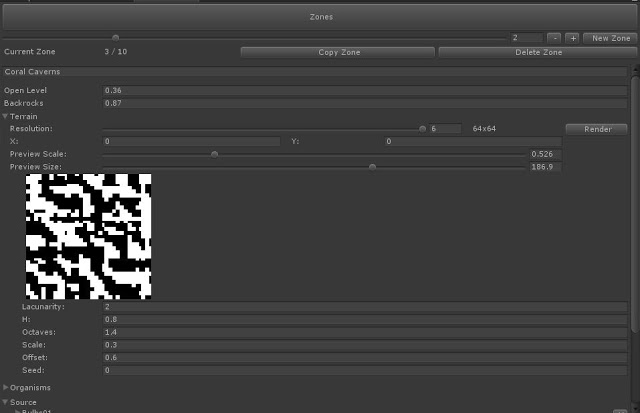 Zones
2 - + New Zone
Current Zone 3 / 10 Copy Zone Delete Zone
Coral Caverns
Open Level 0.36
Backrocks 0.87
Terrain
Resolution: 6 64x64 Render
X: 0 Y: 0
Preview Scale: 0.526
Preview Size: 186.9
Lacunarity: 2
H: 0.8
Octaves: 1.4
Scale: 0.3
Offset: 0.6
Seed: 0
Organisms
Source